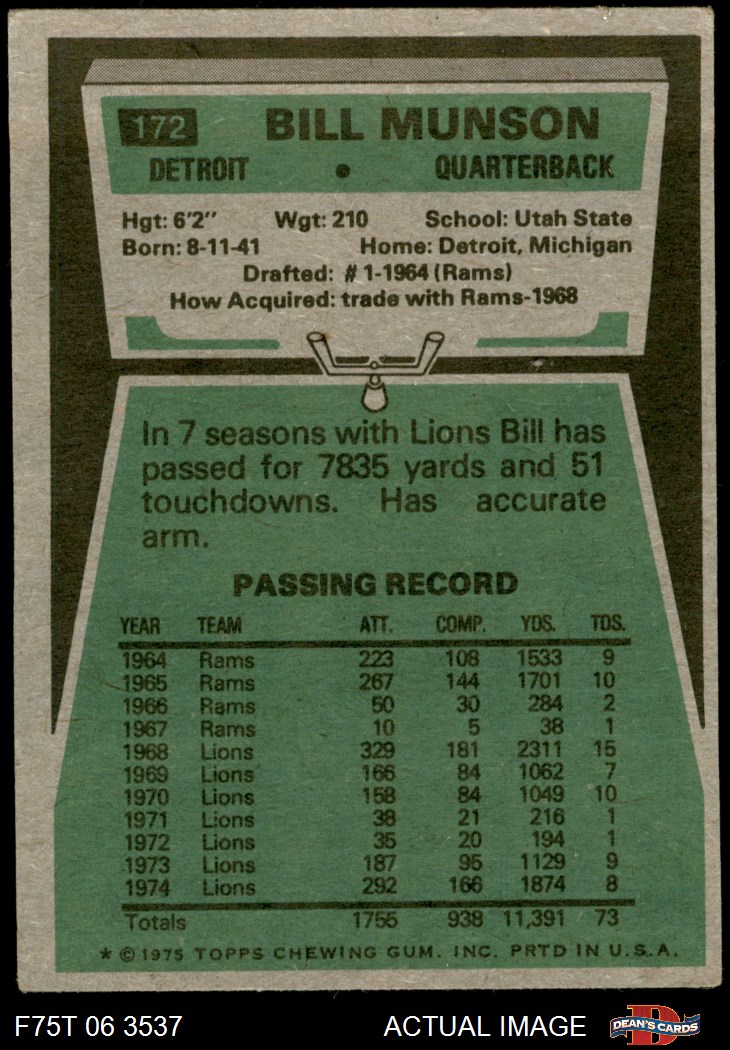 172 BILL MUNSON
DETROIT • QUARTERBACK
Hgt: 6'2" Wgt: 210 School: Utah State
Born: 8-11-41 Home: Detroit, Michigan
Drafted: #1-1964 (Rams)
How Acquired: trade with Rams-1968
In 7 seasons with Lions Bill has
passed for 7835 yards and 51
touchdowns. Has accurate
arm.
PASSING RECORD
YEAR TEAM ATT. COMP. YDS. TDS.
1964 Rams 223 108 1533 9
1965 Rams 267 144 1701 10
1966 Rams 50 30 284 2
1967 Rams 10 5 38 1
1968 Lions 329 181 2311 15
1969 Lions 166 84 1062 7
1970 Lions 158 84 1049 10
1971 Lions 38 21 216 1
1972 Lions 35 20 194 1
1973 Lions 187 95 1129 9
1974 Lions 292 166 1874 8
Totals 1755 938 11,391 73
* © 1975 TOPPS CHEWING GUM. INC. PRTD IN U.S.A.
F75T 06 3537 ACTUAL IMAGE DEAN'S CARDS